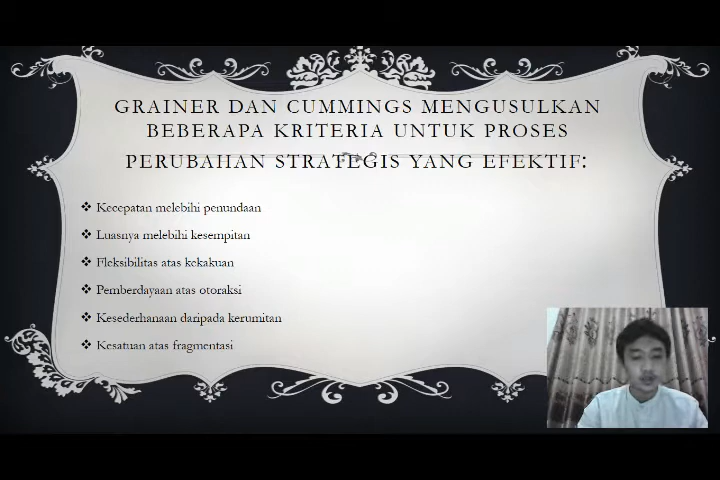 GRAINER DAN CUMMINGS MENGUSULKAN
BEBERAPA KRITERIA UNTUK PROSES
PERUBAHAN STRATEGIS YANG EFEKTIF:
Kecepatan melebihi penundaan
Luasnya melebihi kesempitan
Fleksibilitas atas kekakuan
Pemberdayaan atas otoraksi
Kesederhanaan daripada kerumitan
Kesatuan atas fragmentasi